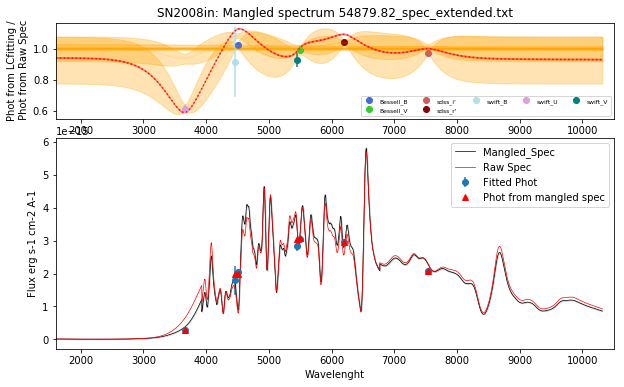 SN2008in: Mangled spectrum 54879.82_spec_extended.txt
Phot from LCfitting /
Phot from Raw Spec
1.0
0.8
0.6
Bessell_B
Bessell_V
sdss_i'
sdss_r'
swift_B
swift_U
swift_V
2000 3000 4000 5000 6000 7000 8000 9000 10000
1e−15
Flux erg s-1 cm-2 A-1
6
5
4
3
2
1
0
Mangled_Spec
Raw Spec
Fitted Phot
Phot from mangled spec
2000 3000 4000 5000 6000 7000 8000 9000 10000
Wavelenght